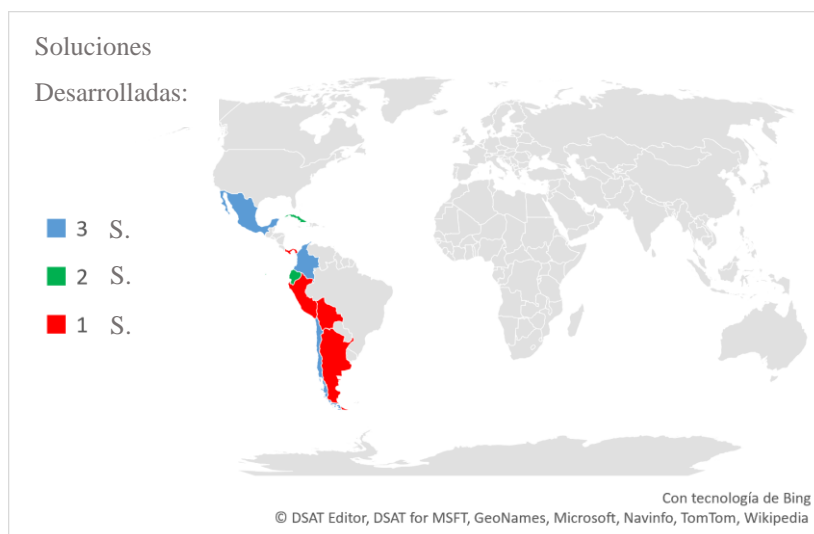 Soluciones
Desarrolladas:
3 S.
2 S.
1 S.
Con tecnología de Bing
© DSAT Editor, DSAT for MSFT, GeoNames, Microsoft, Navinfo, TomTom, Wikipedia